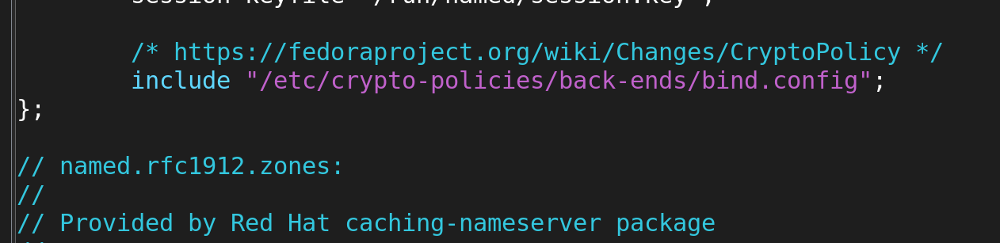 session-keyfile "/run/named/session.key";
/* https://fedoraproject.org/wiki/Changes/CryptoPolicy */
include "/etc/crypto-policies/back-ends/bind.config";
};
// named.rfc1912.zones:
//
// Provided by Red Hat caching-nameserver package
//